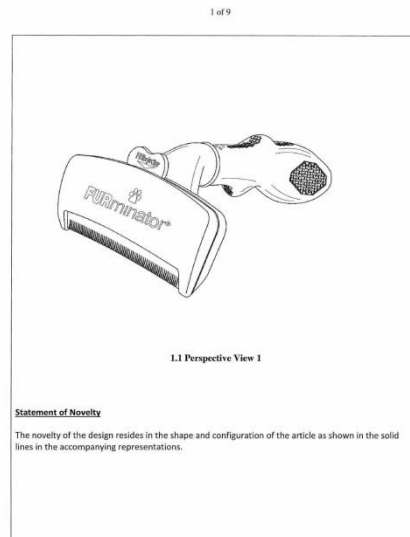 1 of 9
FURminator
FURminator®
1.1 Perspective View 1
Statement of Novelty
The novelty of the design resides in the shape and configuration of the article as shown in the solid
lines in the accompanying representations.